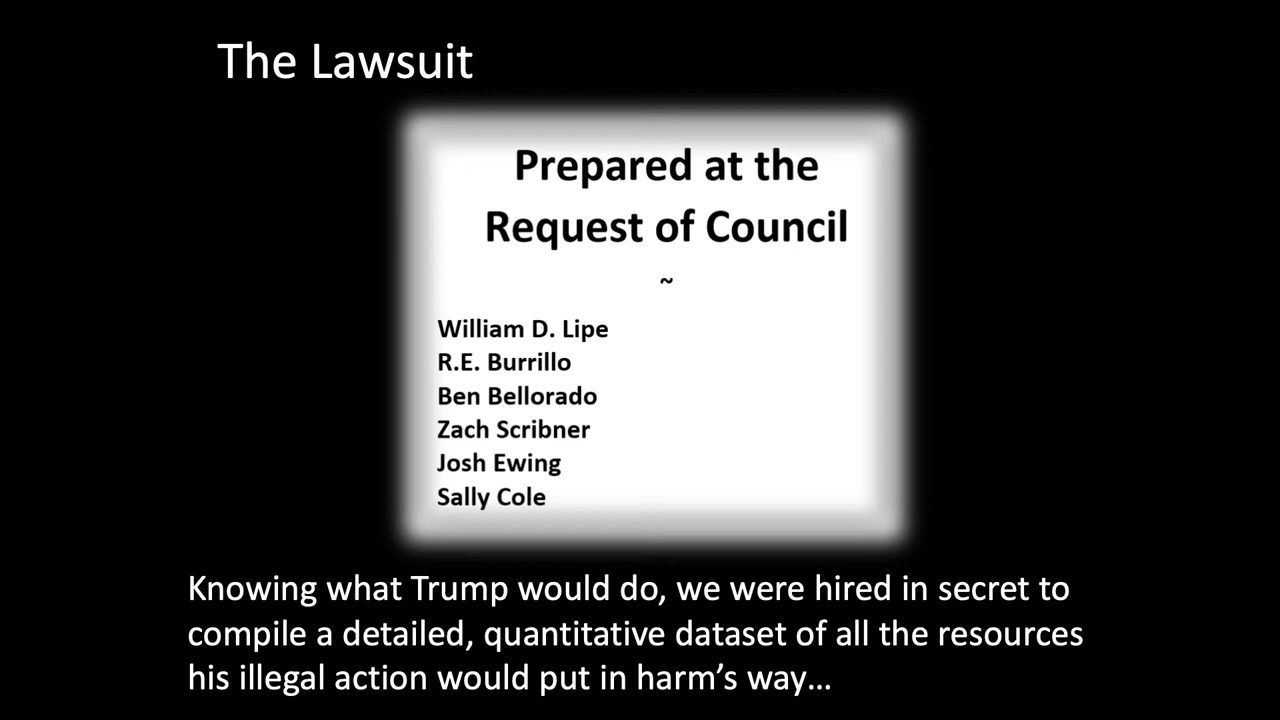 The Lawsuit
Prepared at the
Request of Council
~
William D. Lipe
R.E. Burrillo
Ben Bellorado
Zach Scribner
Josh Ewing
Sally Cole
Knowing what Trump would do, we were hired in secret to
compile a detailed, quantitative dataset of all the resources
his illegal action would put in harm’s way…